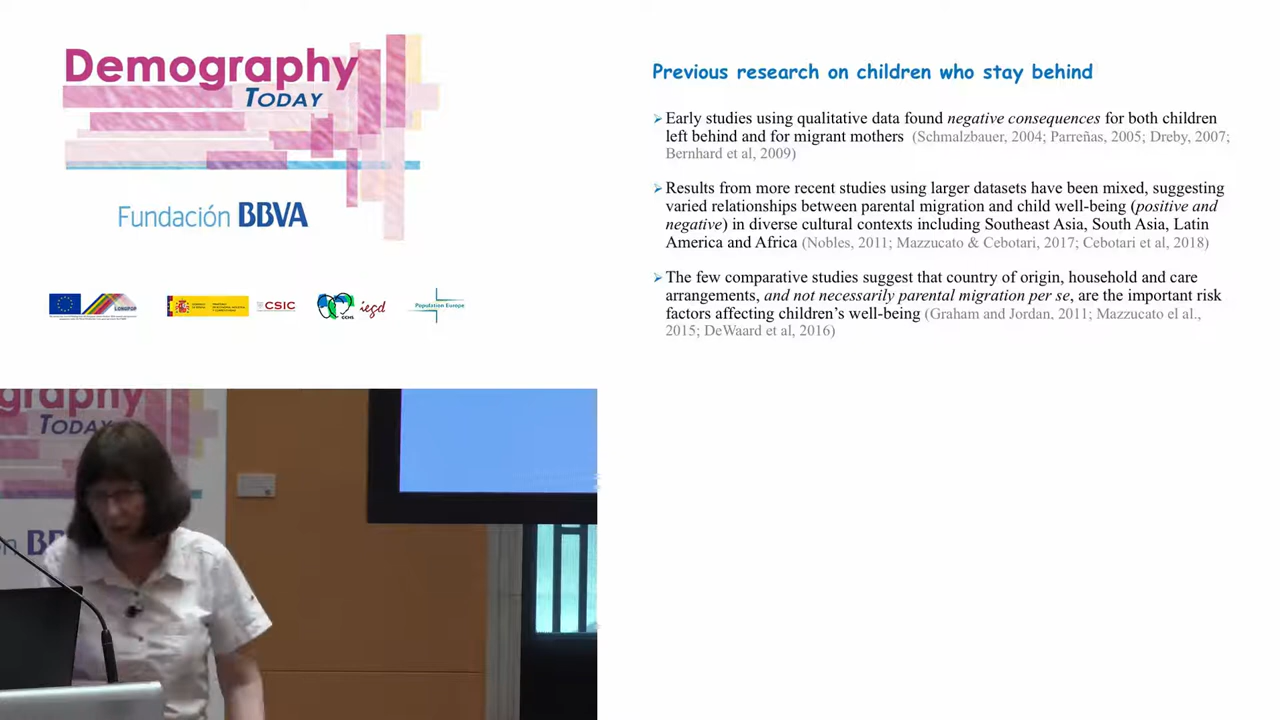 Demography
TODAY
Fundación BBVA
LONGPOP
CSIC
CCHS
iegd
Population Europe
Previous research on children who stay behind
Early studies using qualitative data found negative consequences for both children
left behind and for migrant mothers (Schmalzbauer, 2004; Parreñas, 2005; Dreby, 2007;
Bernhard et al, 2009)
Results from more recent studies using larger datasets have been mixed, suggesting
varied relationships between parental migration and child well-being (positive and
negative) in diverse cultural contexts including Southeast Asia, South Asia, Latin
America and Africa (Nobles, 2011; Mazzucato & Cebotari, 2017; Cebotari et al, 2018)
The few comparative studies suggest that country of origin, household and care
arrangements, and not necessarily parental migration per se, are the important risk
factors affecting children’s well-being (Graham and Jordan, 2011; Mazzucato el al.,
2015; DeWaard et al, 2016)
graphy
TODAY
n BB